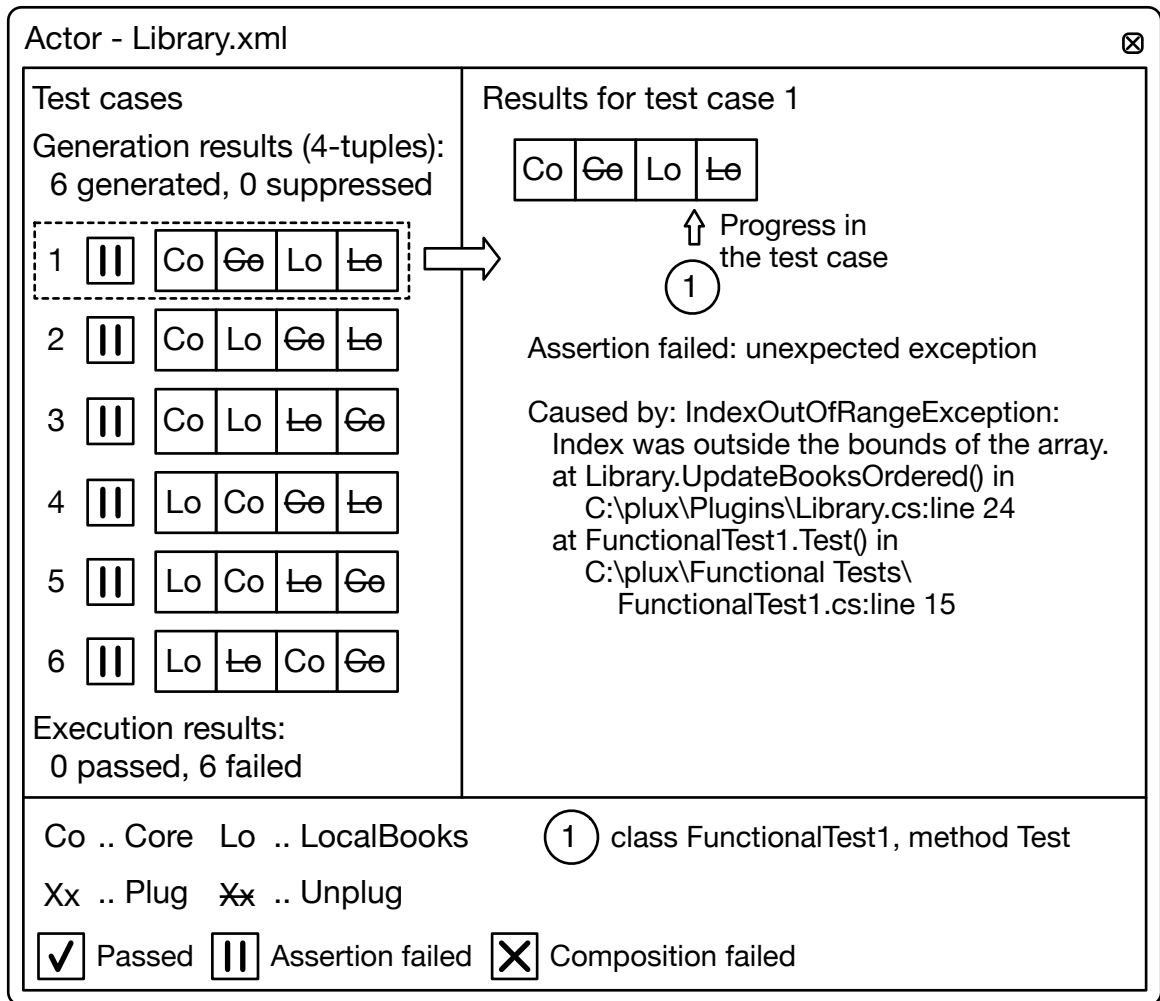 Actor - Library.xml
Test cases
Generation results (4-tuples):
6 generated, 0 suppressed
1 Co Co Lo Lo
2 Co Lo Co Lo
3 Co Lo Lo Co
4 Lo Co Co Lo
5 Lo Co Lo Co
6 Lo Lo Co Co
Execution results:
0 passed, 6 failed
Results for test case 1
Co Co Lo Lo
Progress in
the test case
1
Assertion failed: unexpected exception
Caused by: IndexOutOfRangeException:
Index was outside the bounds of the array.
at Library.UpdateBooksOrdered() in
C:\plux\Plugins\Library.cs:line 24
at FunctionalTest1.Test() in
C:\plux\Functional Tests\
FunctionalTest1.cs:line 15
Co .. Core Lo .. LocalBooks 1 class FunctionalTest1, method Test
Xx .. Plug Xx .. Unplug
Passed Assertion failed Composition failed